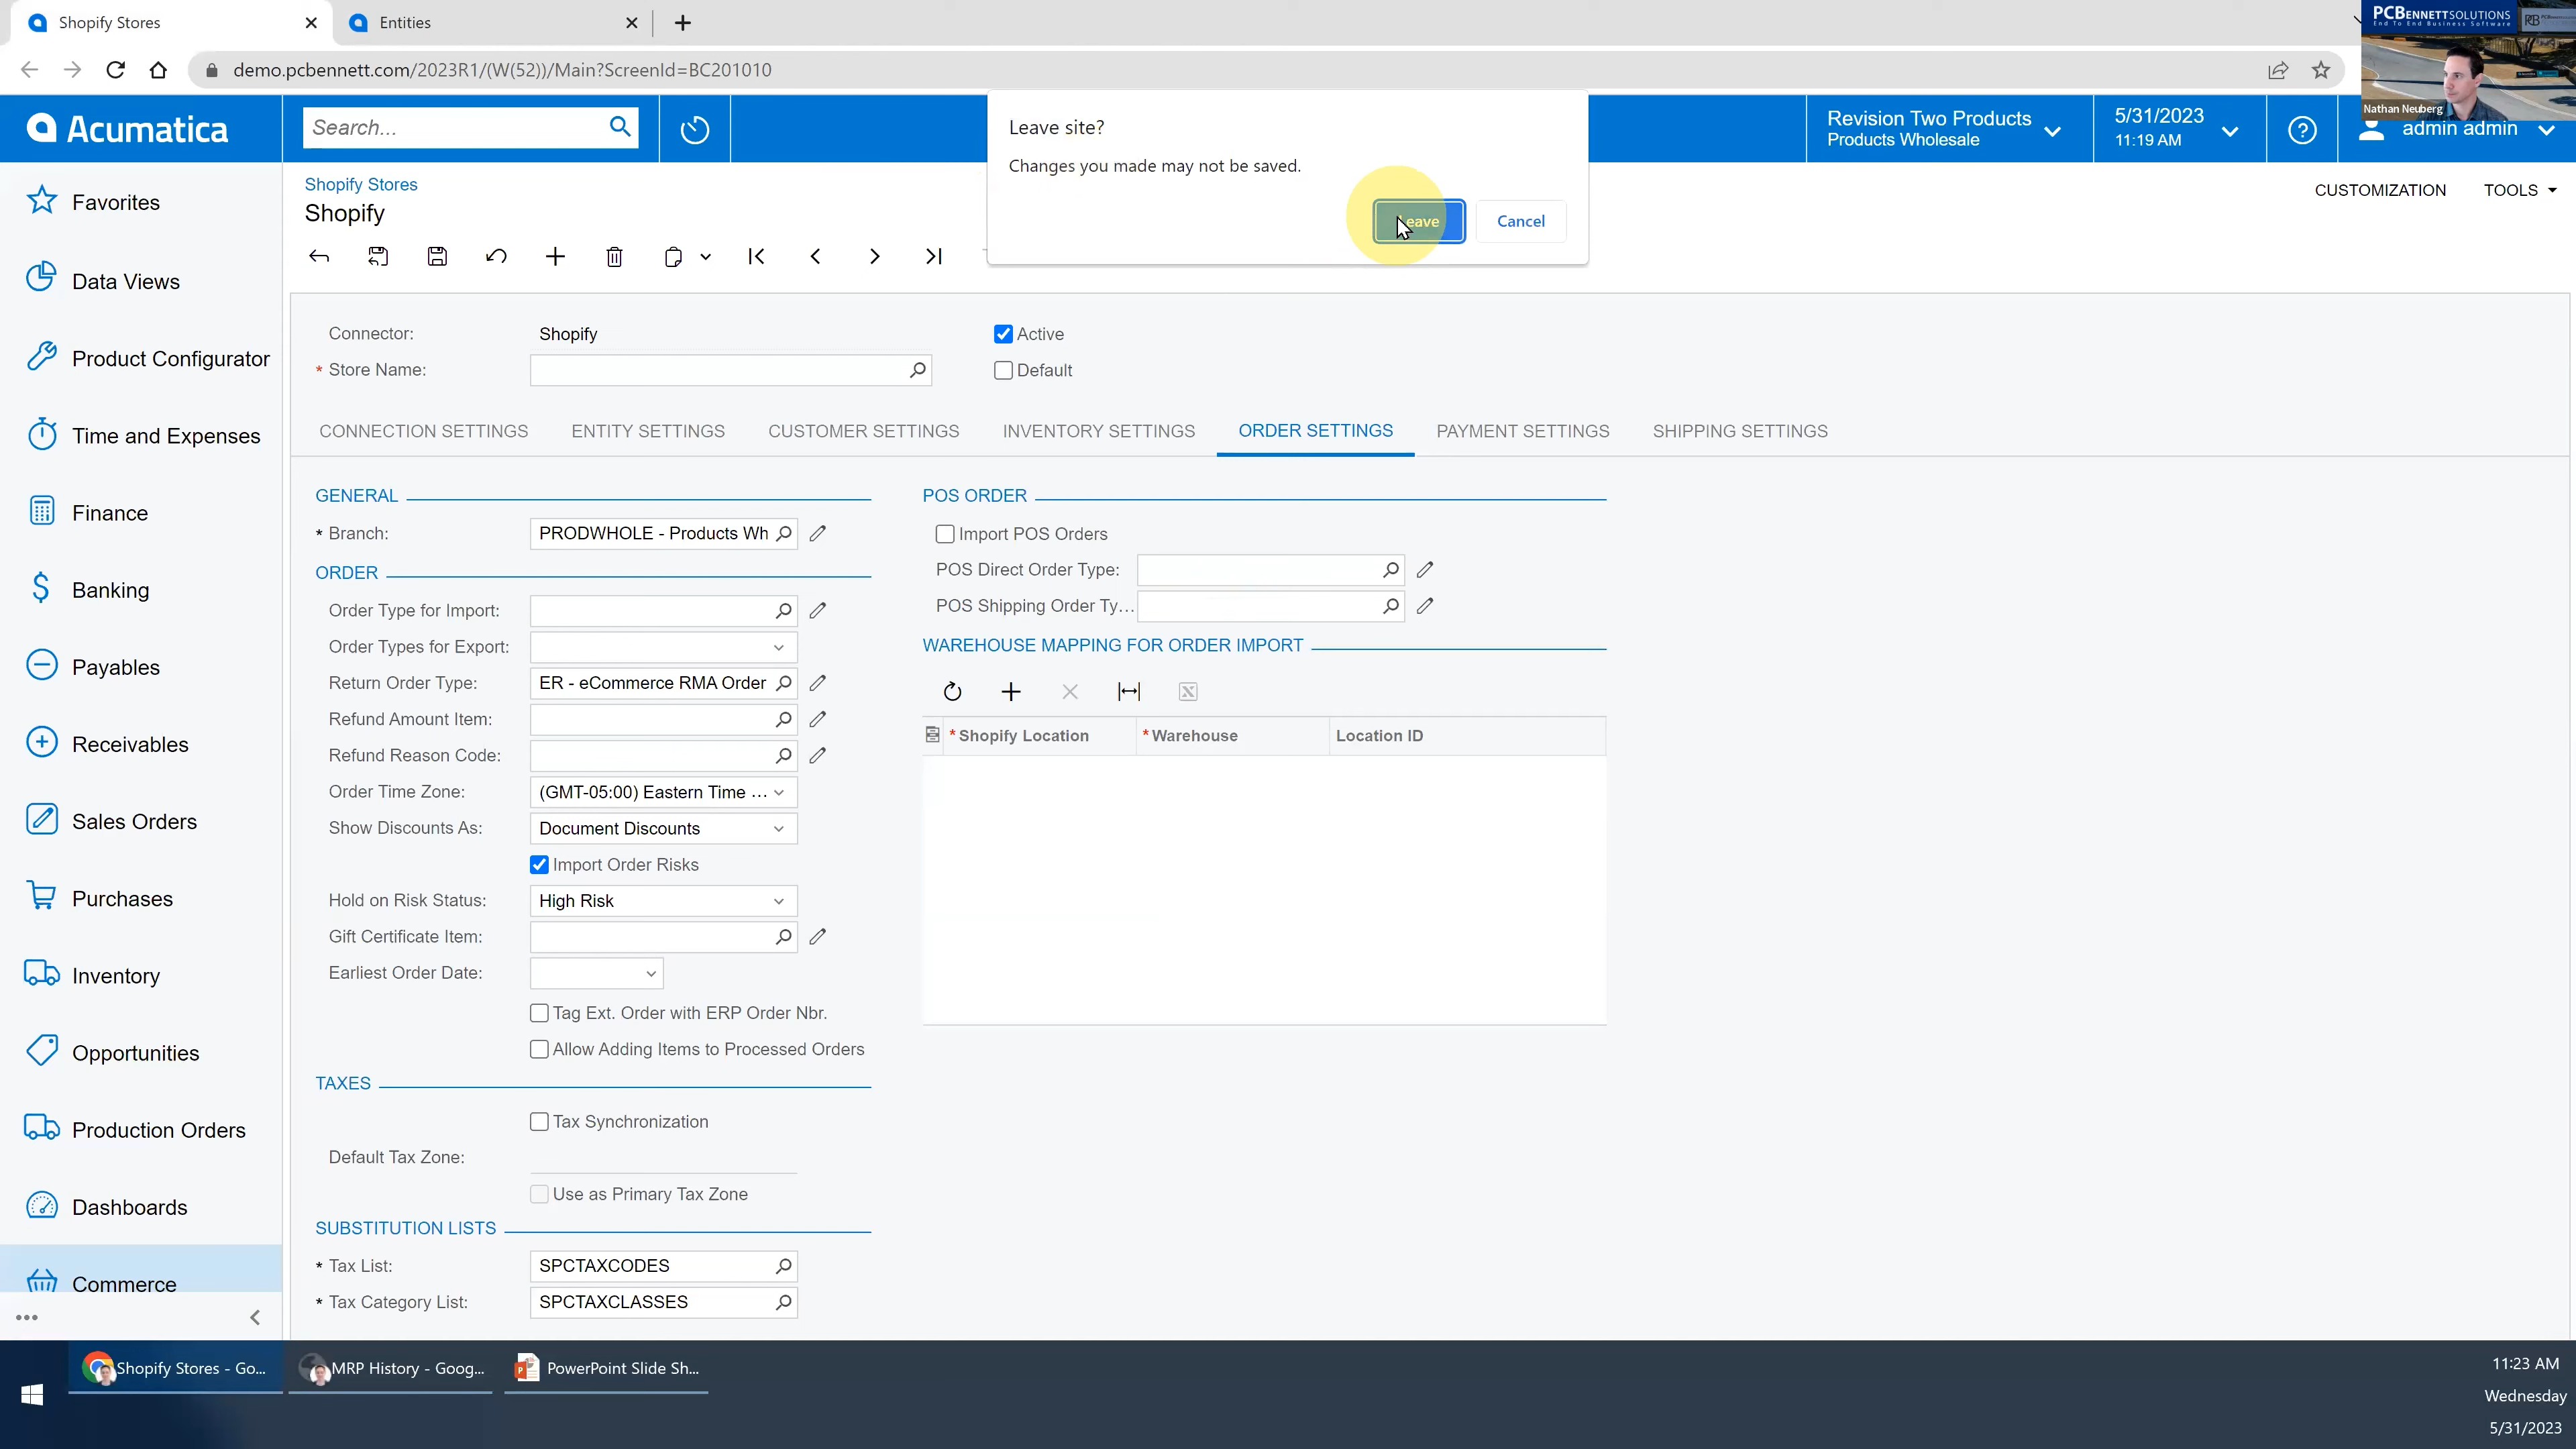 Shopify Stores
Entities
demo.pcbennett.com/2023R1/(W(52))/Main?ScreenId=BC201010
PCBENNETTSOLUTIONS
End To End Business Software
Nathan Neuberg
Acumatica
Search...
Revision Two Products
Products Wholesale
5/31/2023
11:19 AM
admin admin
Leave site?
Changes you made may not be saved.
Leave
Cancel
Favorites
Data Views
Product Configurator
Time and Expenses
Finance
Banking
Payables
Receivables
Sales Orders
Purchases
Inventory
Opportunities
Production Orders
Dashboards
Commerce
Shopify Stores
Shopify
CUSTOMIZATION
TOOLS
Connector:
Shopify
Active
* Store Name:
Default
CONNECTION SETTINGS
ENTITY SETTINGS
CUSTOMER SETTINGS
INVENTORY SETTINGS
ORDER SETTINGS
PAYMENT SETTINGS
SHIPPING SETTINGS
GENERAL
* Branch:
PRODWHOLE - Products Wh
ORDER
Order Type for Import:
Order Types for Export:
Return Order Type:
ER - eCommerce RMA Order
Refund Amount Item:
Refund Reason Code:
Order Time Zone:
(GMT-05:00) Eastern Time ...
Show Discounts As:
Document Discounts
Import Order Risks
Hold on Risk Status:
High Risk
Gift Certificate Item:
Earliest Order Date:
Tag Ext. Order with ERP Order Nbr.
Allow Adding Items to Processed Orders
TAXES
Tax Synchronization
Default Tax Zone:
Use as Primary Tax Zone
SUBSTITUTION LISTS
* Tax List:
SPCTAXCODES
* Tax Category List:
SPCTAXCLASSES
POS ORDER
Import POS Orders
POS Direct Order Type:
POS Shipping Order Ty...
WAREHOUSE MAPPING FOR ORDER IMPORT
* Shopify Location
* Warehouse
Location ID
Shopify Stores - Go...
MRP History - Goog...
PowerPoint Slide Sh...
11:23 AM
Wednesday
5/31/2023